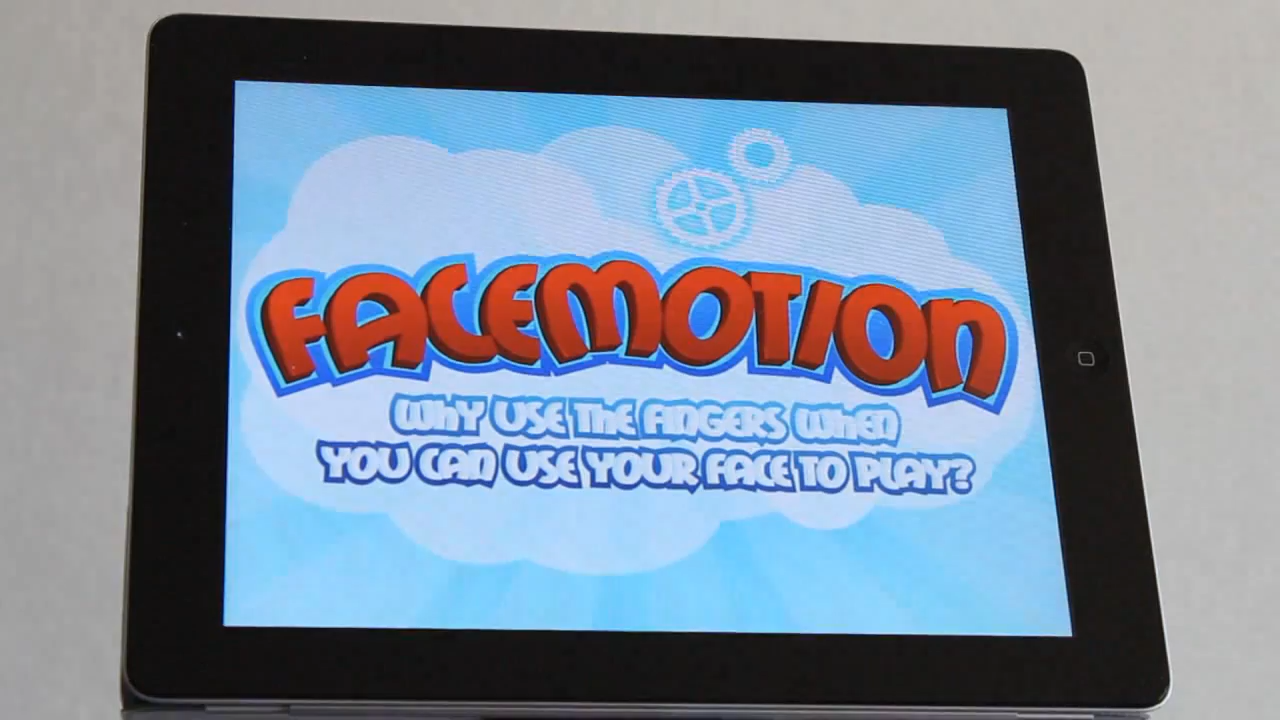 FACEMOTION
WHY USE THE FINGERS WHEN
YOU CAN USE YOUR FACE TO PLAY?